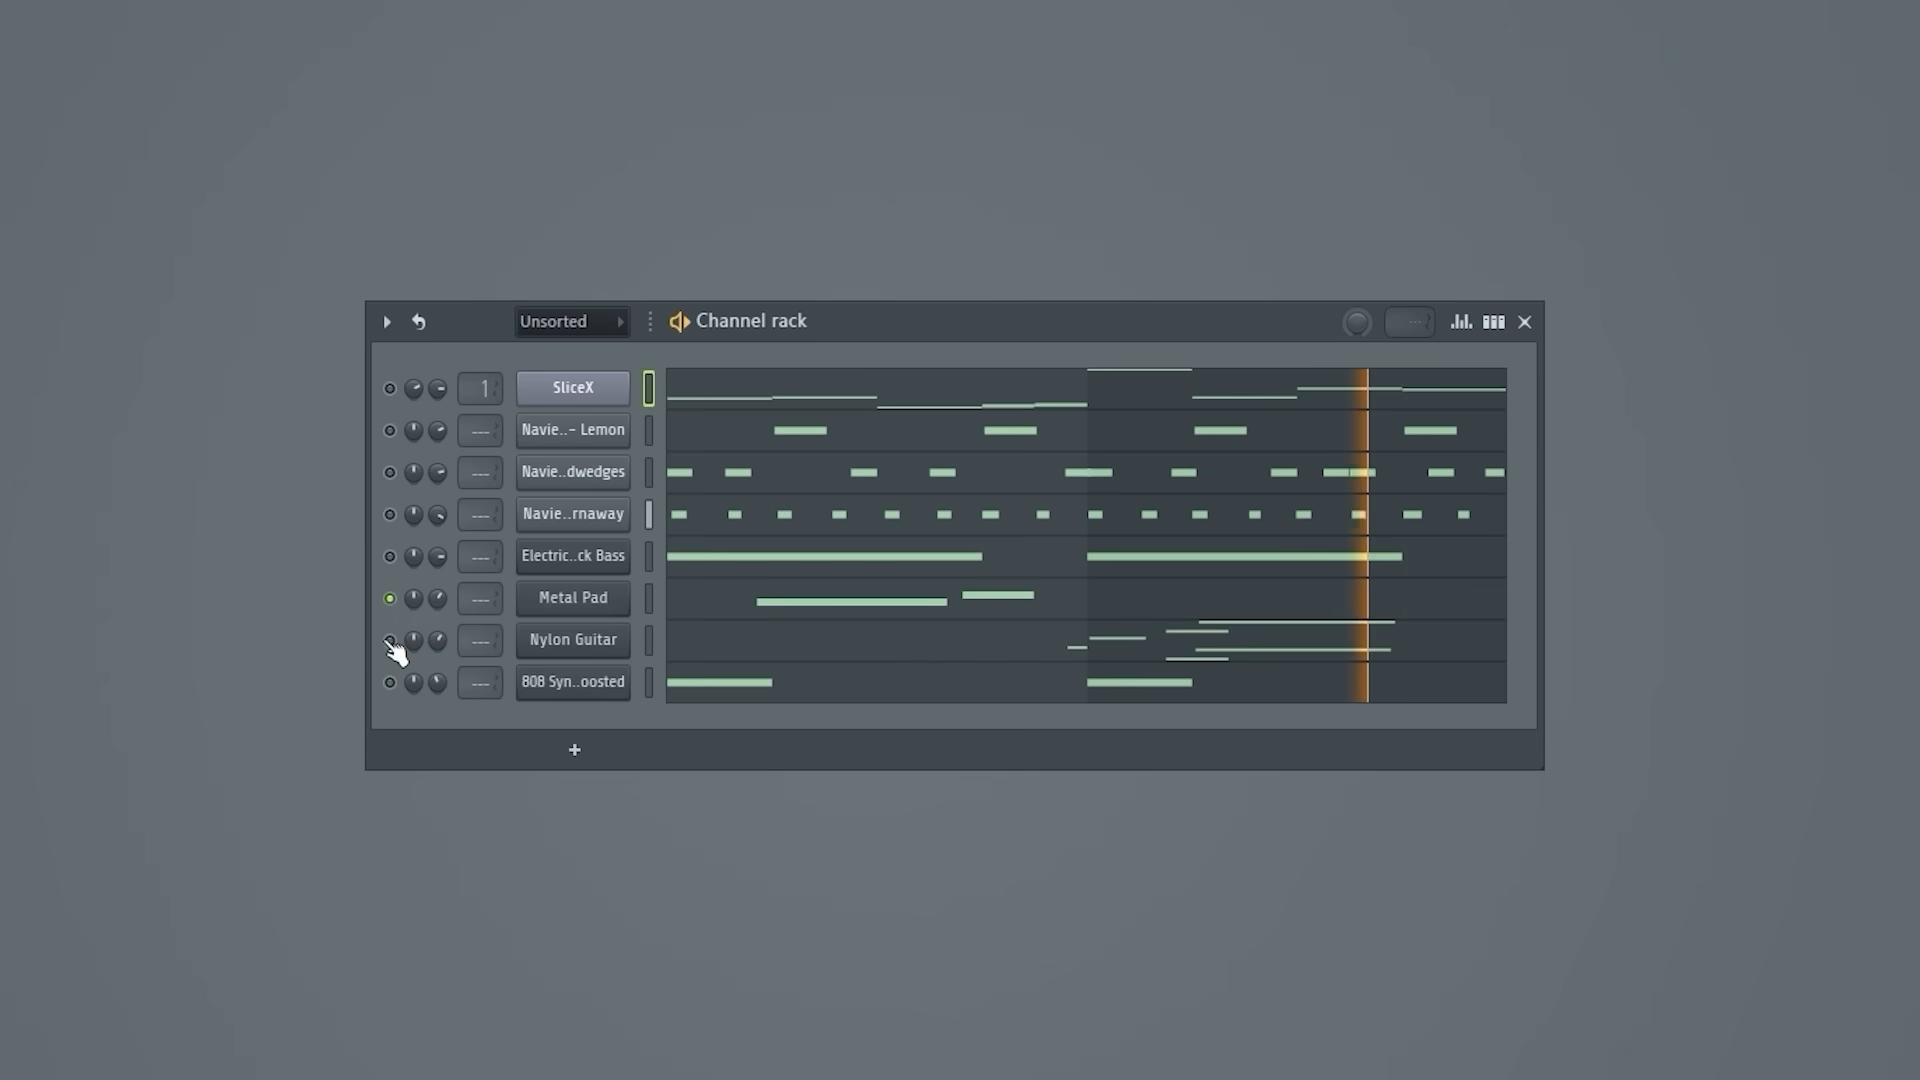 Unsorted
Channel rack
1 SliceX
--- Navie..- Lemon
--- Navie..dwedges
--- Navie..rnaway
--- Electric..ck Bass
--- Metal Pad
--- Nylon Guitar
--- 808 Syn..oosted
+